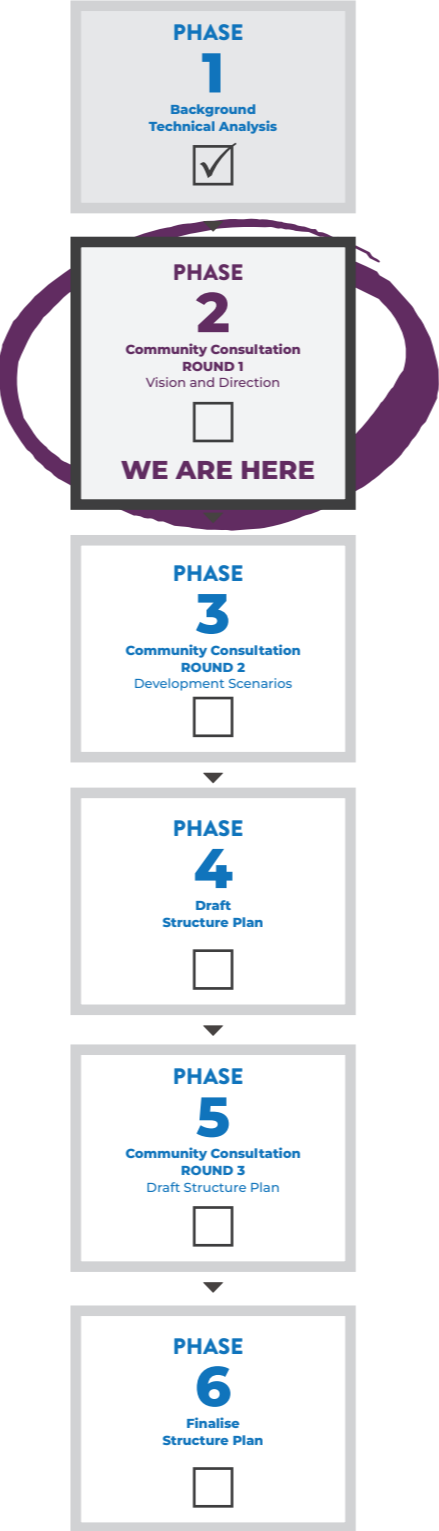 PHASE
1
Background
Technical Analysis
PHASE
2
Community Consultation
ROUND 1
Vision and Direction
WE ARE HERE
PHASE
3
Community Consultation
ROUND 2
Development Scenarios
PHASE
4
Draft
Structure Plan
PHASE
5
Community Consultation
ROUND 3
Draft Structure Plan
PHASE
6
Finalise
Structure Plan